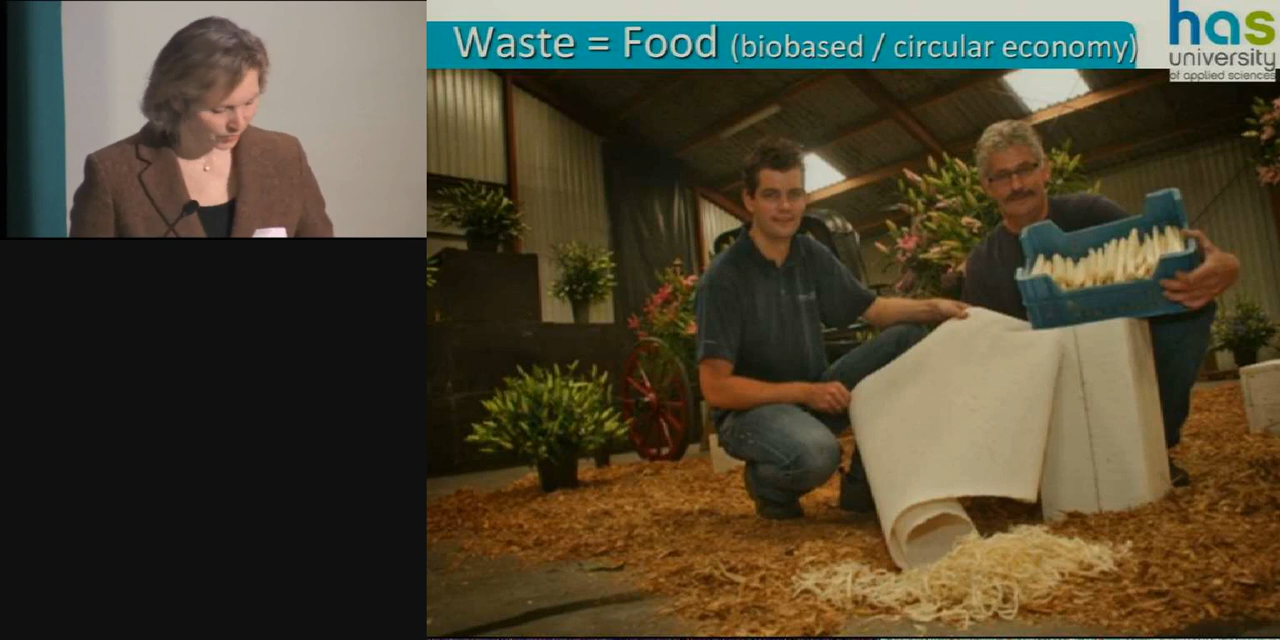 Waste = Food (biobased / circular economy)
has
university
of applied sciences